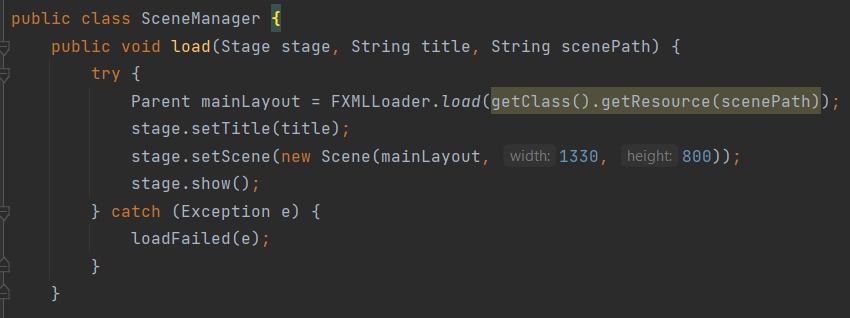 public class SceneManager {
public void load(Stage stage, String title, String scenePath) {
try {
Parent mainLayout = FXMLLoader.load(getClass().getResource(scenePath));
stage.setTitle(title);
stage.setScene(new Scene(mainLayout, width: 1330, height: 800));
stage.show();
} catch (Exception e) {
loadFailed(e);
}
}